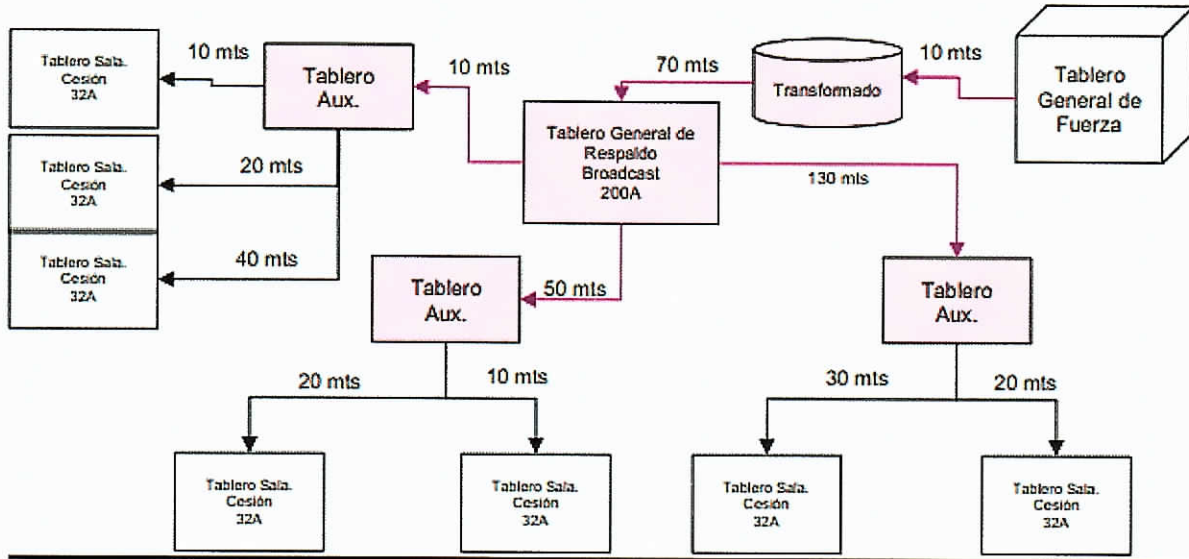 Tablero Sala.
Cesión
32A
10 mts
Tablero
Aux.
10 mts
70 mts
Transformado
10 mts
Tablero
General de
Fuerza
Tablero General de
Respaldo
Broadcast
200A
Tablero Sala.
Cesión
32A
20 mts
130 mts
Tablero Sala.
Cesión
32A
40 mts
Tablero
Aux.
50 mts
Tablero
Aux.
20 mts
10 mts
30 mts
20 mts
Tablero Sala.
Cesión
32A
Tablero Sala.
Cesión
32A
Tablero Sala.
Cesión
32A
Tablero Sala.
Cesión
32A